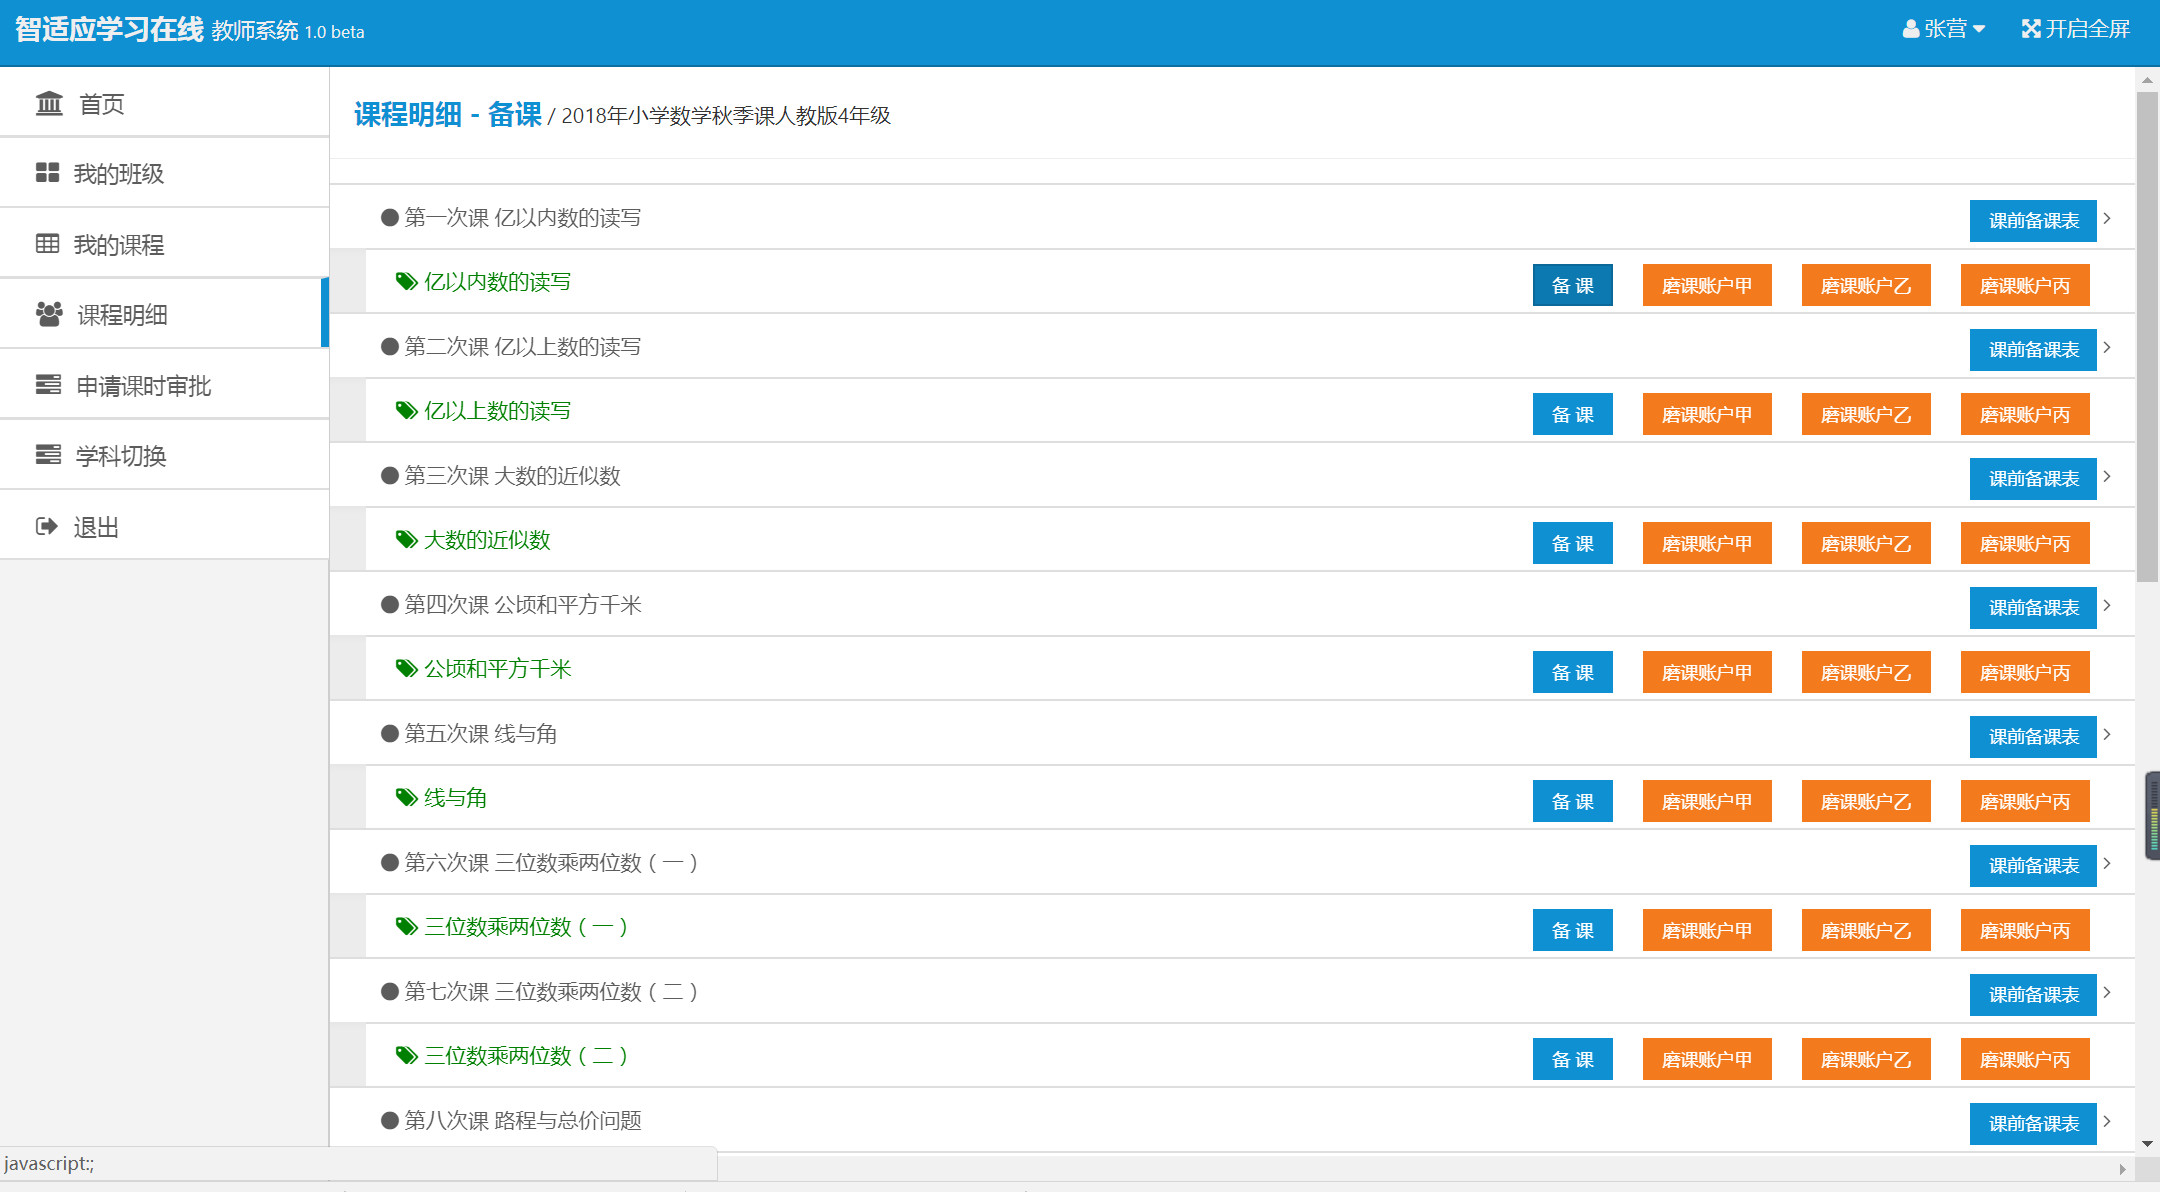 智适应学习在线 教师系统 1.0 beta
张营
开启全屏
首页
我的班级
我的课程
课程明细
申请课时审批
学科切换
退出
课程明细 - 备课 / 2018年小学数学秋季课人教版4年级
第一次课 亿以内数的读写 课前备课表
亿以内数的读写 备 课 磨课账户甲 磨课账户乙 磨课账户丙
第二次课 亿以上数的读写 课前备课表
亿以上数的读写 备 课 磨课账户甲 磨课账户乙 磨课账户丙
第三次课 大数的近似数 课前备课表
大数的近似数 备 课 磨课账户甲 磨课账户乙 磨课账户丙
第四次课 公顷和平方千米 课前备课表
公顷和平方千米 备 课 磨课账户甲 磨课账户乙 磨课账户丙
第五次课 线与角 课前备课表
线与角 备 课 磨课账户甲 磨课账户乙 磨课账户丙
第六次课 三位数乘两位数（一） 课前备课表
三位数乘两位数（一） 备 课 磨课账户甲 磨课账户乙 磨课账户丙
第七次课 三位数乘两位数（二） 课前备课表
三位数乘两位数（二） 备 课 磨课账户甲 磨课账户乙 磨课账户丙
第八次课 路程与总价问题 课前备课表
javascript:;